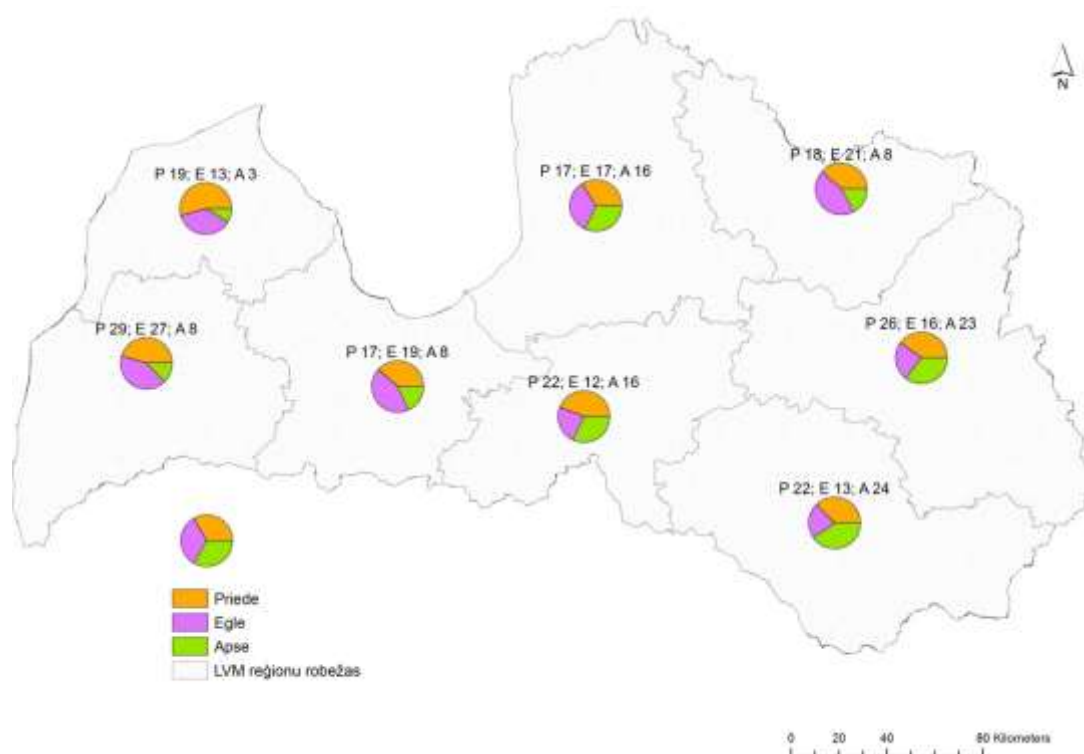 N
P 18; E 21; A 8
P 17; E 17; A 16
P 19; E 13; A 3
P 29; E 27; A 8
P 26; E 16; A 23
P 17; E 19; A 8
P 22; E 12; A 16
P 22; E 13; A 24
Priede
Egle
Apse
LVM reģionu robežas
0 20 40 80 Kilometers